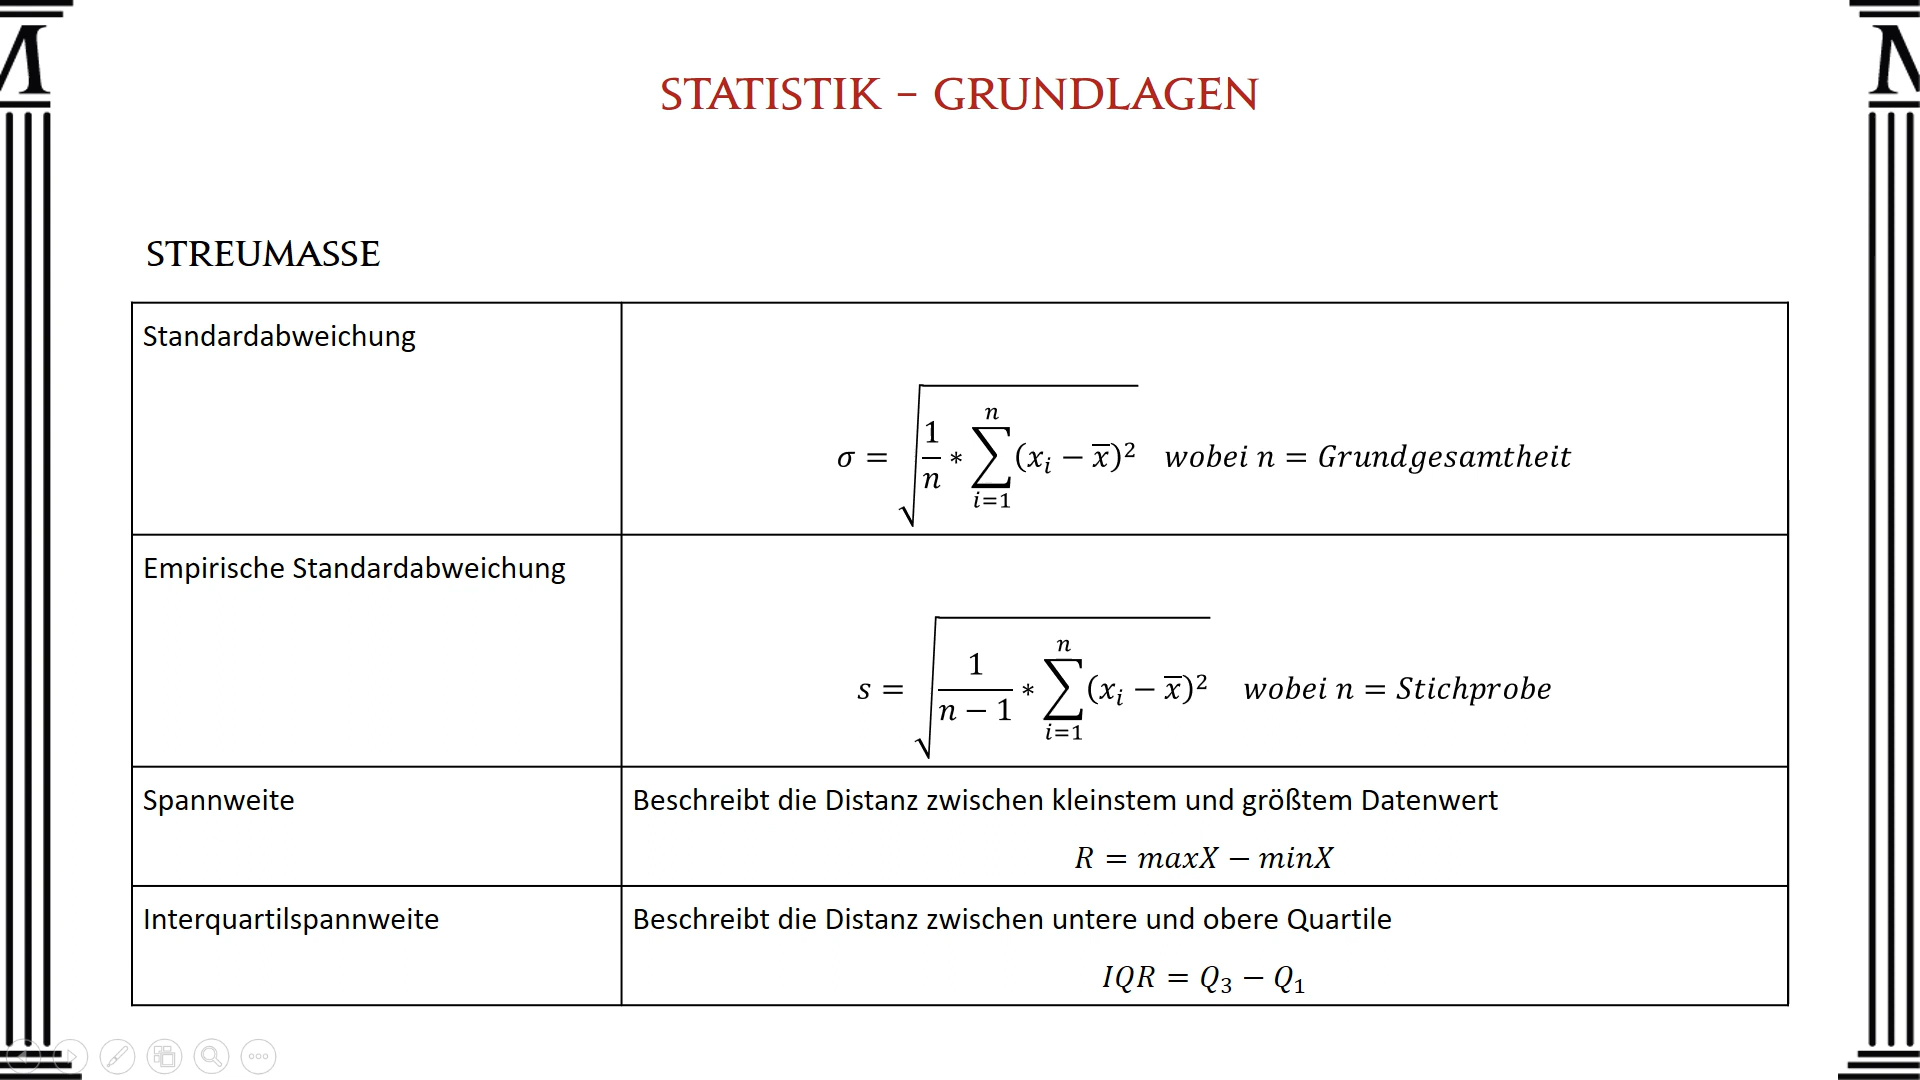 STATISTIK – GRUNDLAGEN
STREUMASSE
Standardabweichung
σ = √(1/n * ∑_{i=1}^{n} (x_i − x̅)²) wobei n = Grundgesamtheit
Empirische Standardabweichung
s = √(1/(n − 1) * ∑_{i=1}^{n} (x_i − x̅)²) wobei n = Stichprobe
Spannweite
Beschreibt die Distanz zwischen kleinstem und größtem Datenwert
R = maxX − minX
Interquartilspannweite
Beschreibt die Distanz zwischen untere und obere Quartile
IQR = Q₃ − Q₁